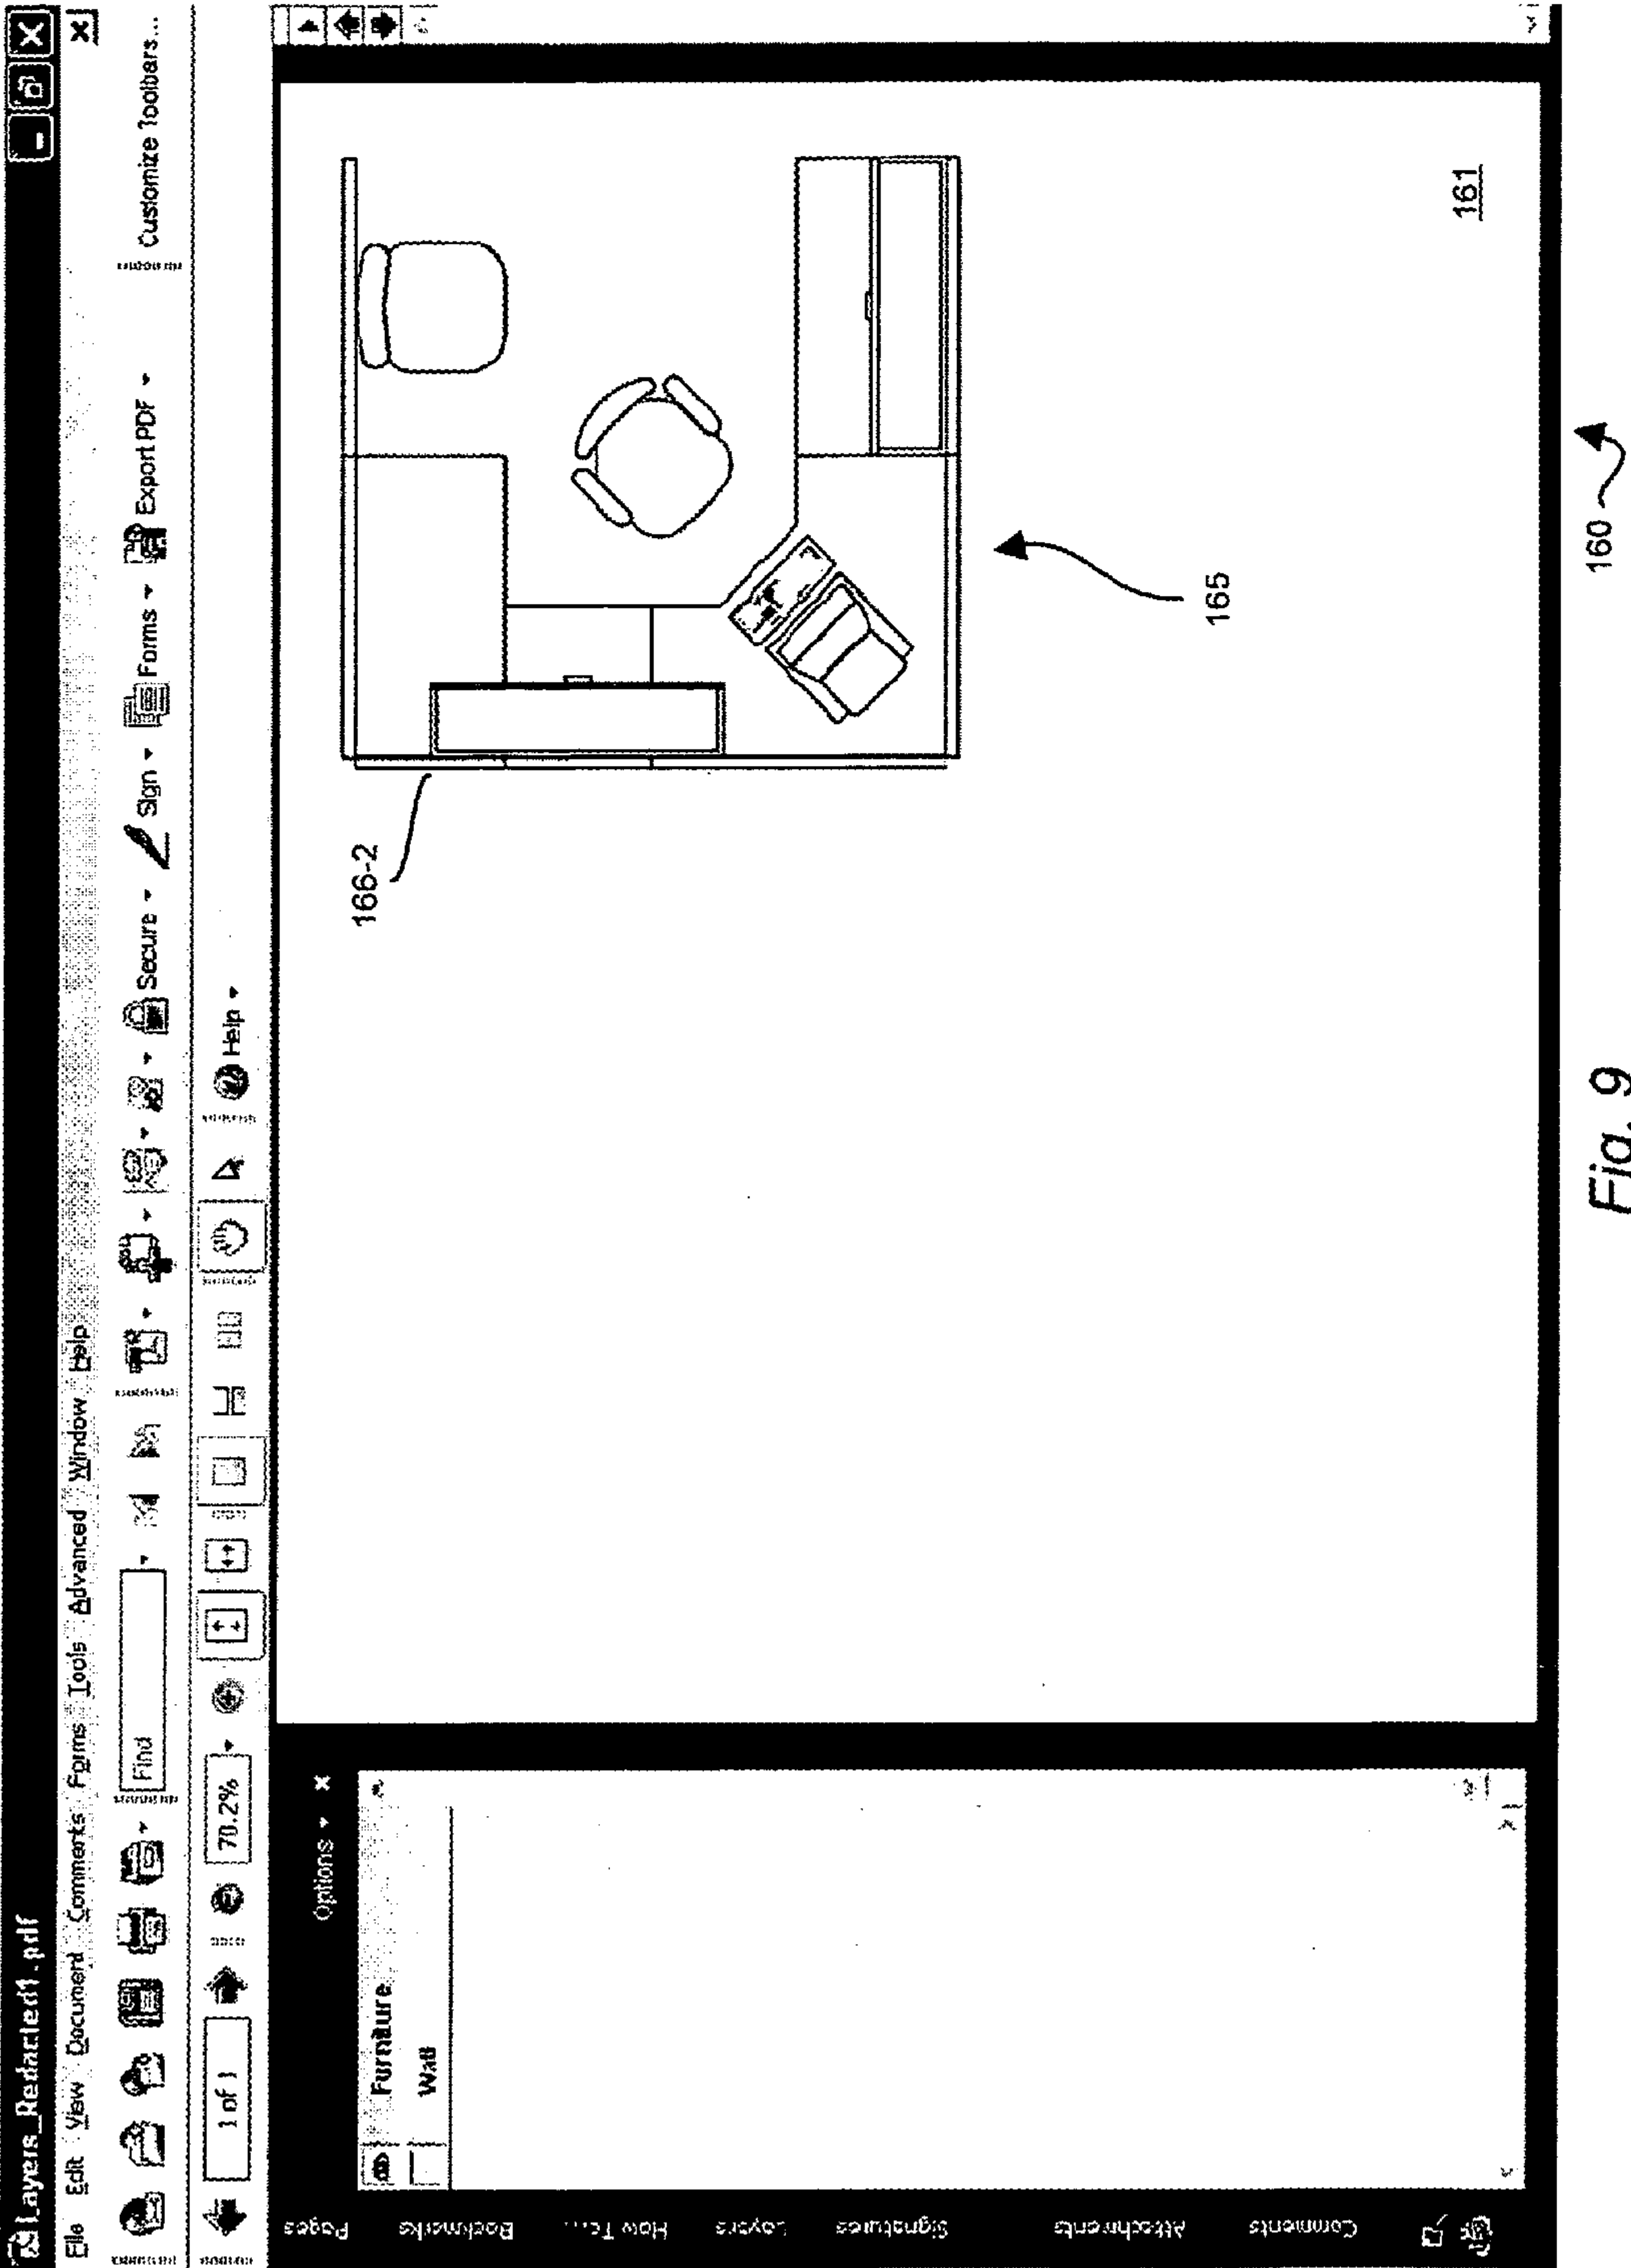 Layers_Redacted1.pdf
File Edit View Document Comments Forms Tools Advanced Window Help
Find
Secure
Sign
Forms
Export PDF
Customize Toolbars...
1 of 1
70.2%
Help
Options
Furniture
Wall
Pages
Bookmarks
How To...
Layers
Signatures
Attachments
Comments
166-2
165
161
160
Fig. 9